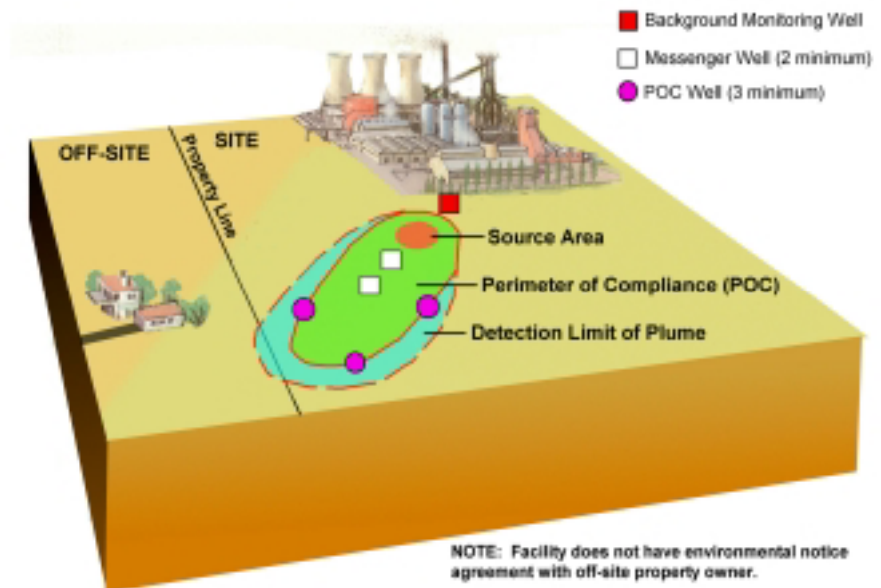 Background Monitoring Well
Messenger Well (2 minimum)
POC Well (3 minimum)
OFF-SITE
SITE
Property Line
Source Area
Perimeter of Compliance (POC)
Detection Limit of Plume
NOTE: Facility does not have environmental notice
agreement with off-site property owner.